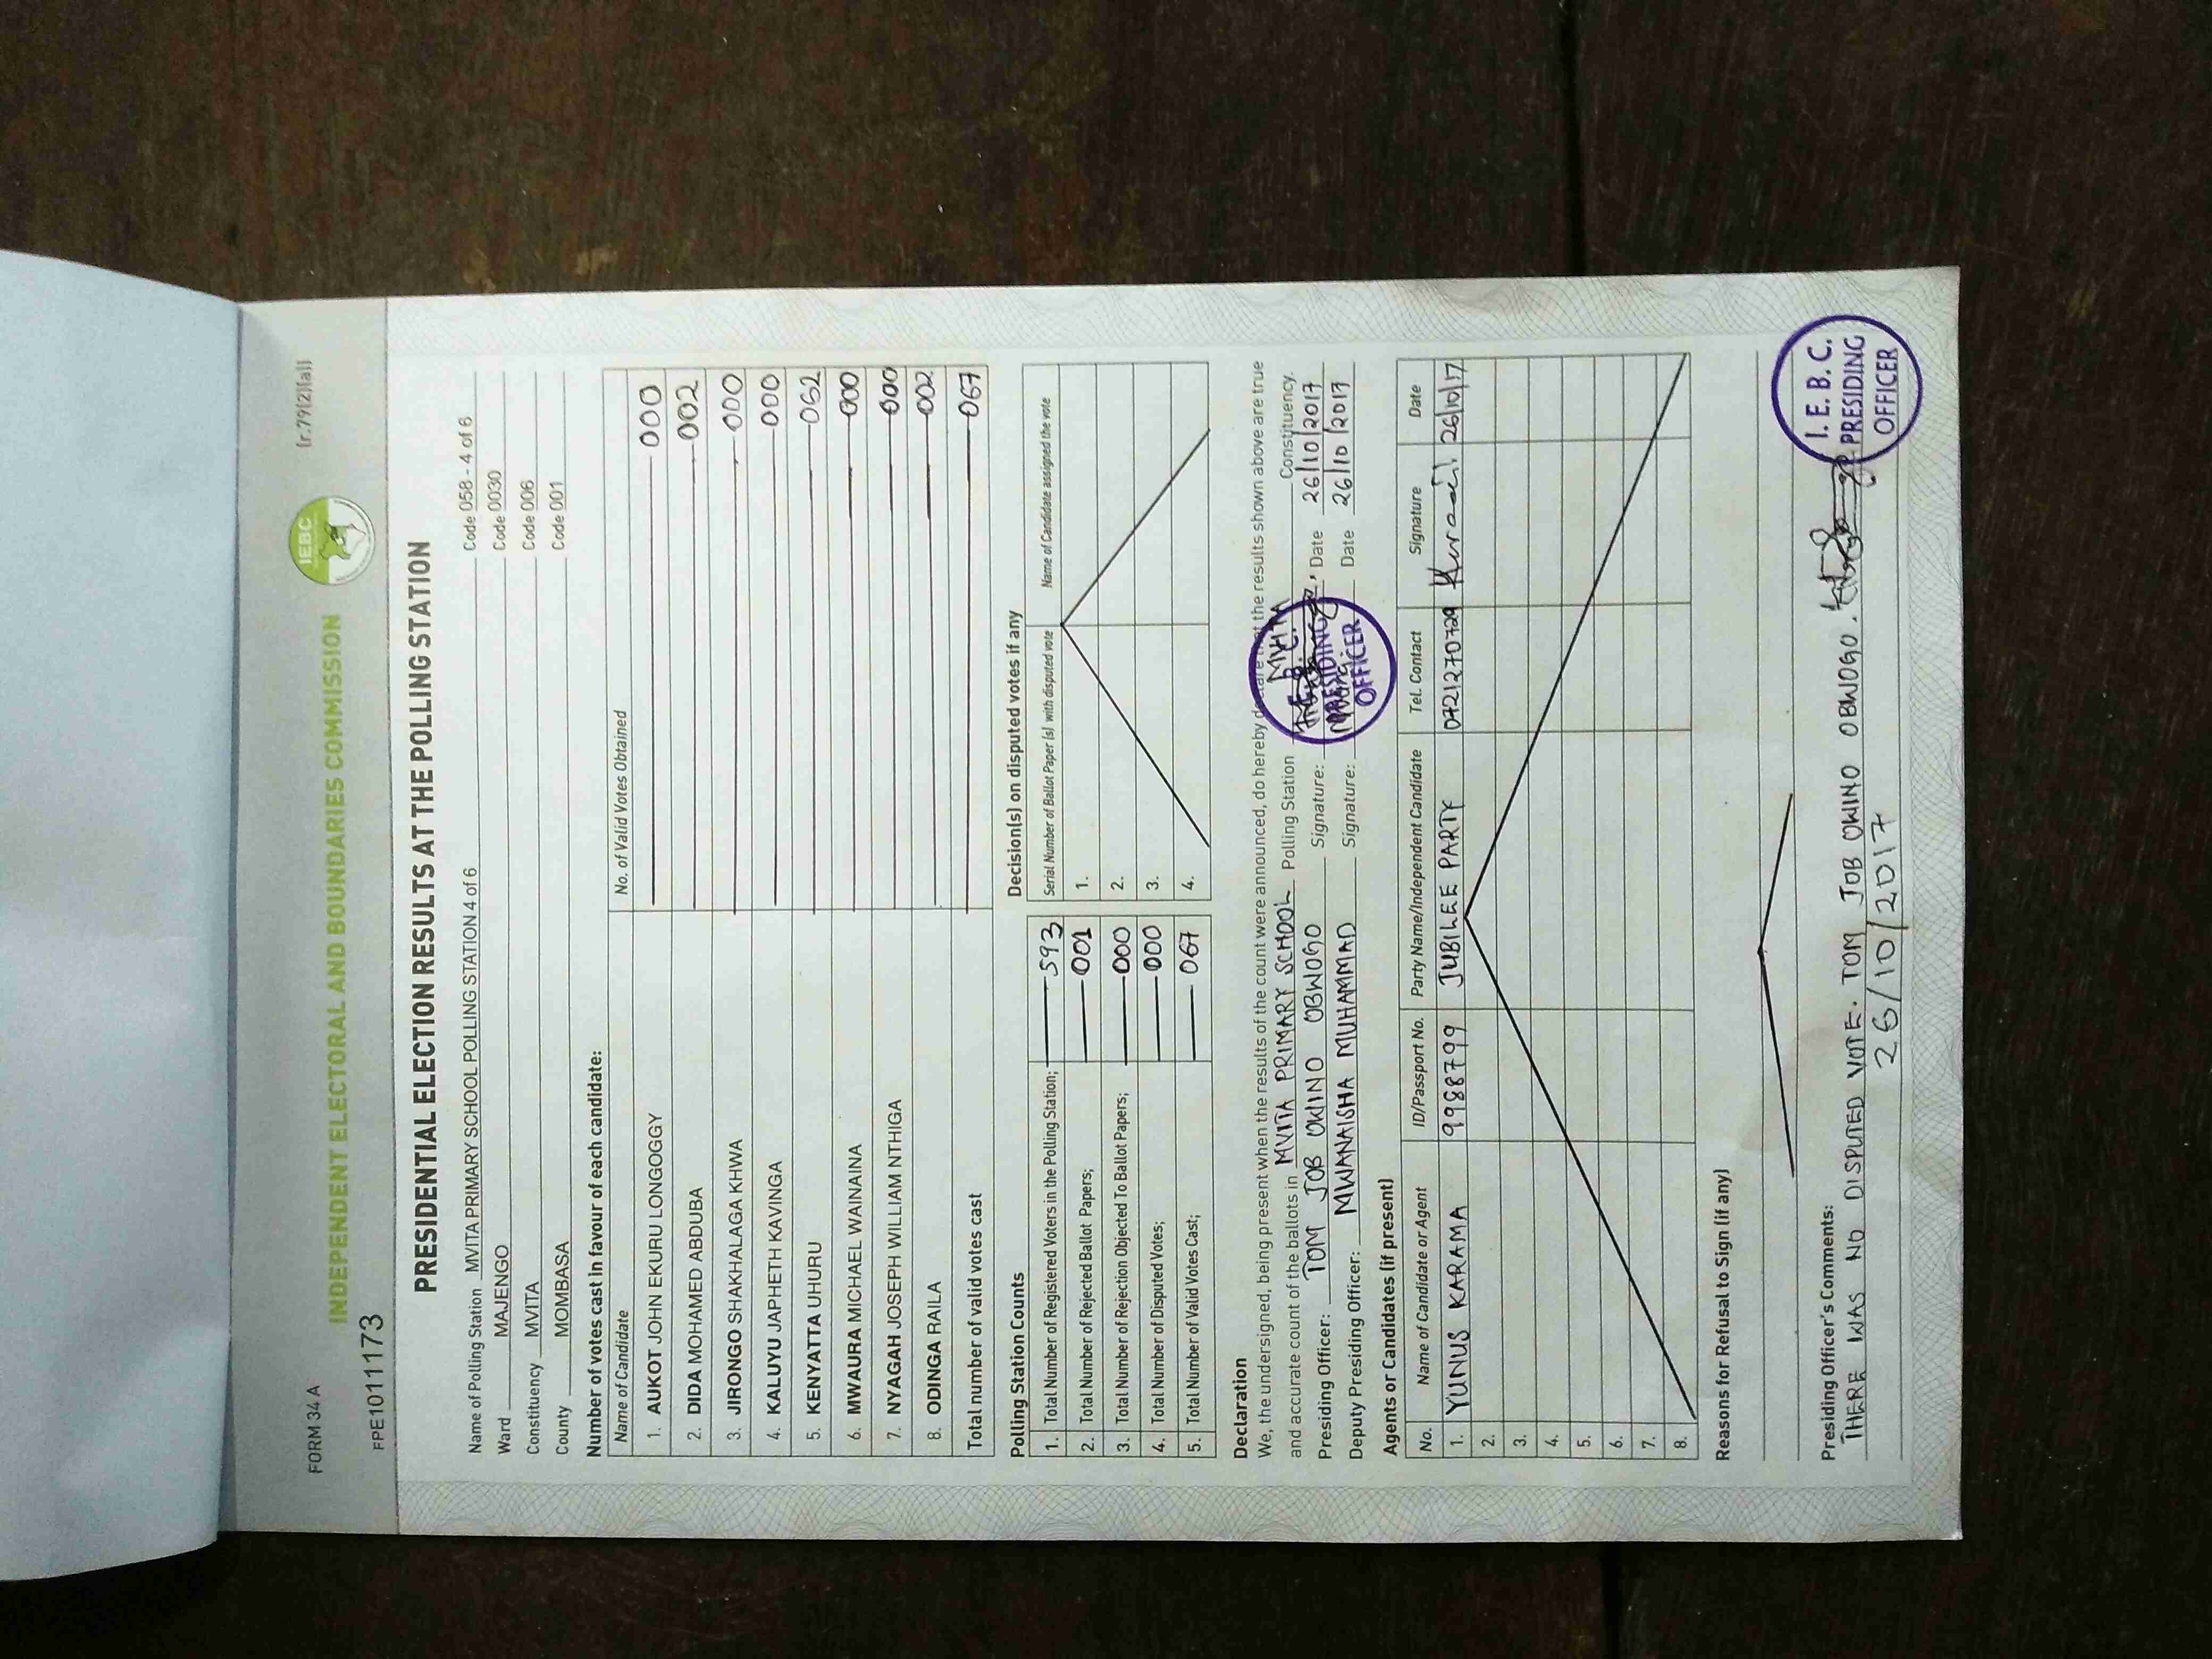 FORM 34 A
(r.79(2)(a))
IEBC
INDEPENDENT ELECTORAL AND BOUNDARIES COMMISSION
FPE1011173
PRESIDENTIAL ELECTION RESULTS AT THE POLLING STATION
Name of Polling Station MVITA PRIMARY SCHOOL POLLING STATION 4 of 6 Code 058 - 4 of 6
Ward MAJENGO Code 0030
Constituency MVITA Code 006
County MOMBASA Code 001
Number of votes cast in favour of each candidate:
Name of Candidate No. of Valid Votes Obtained
1. AUKOT JOHN EKURU LONGOGGY 000
2. DIDA MOHAMED ABDUBA 002
3. JIRONGO SHAKHALAGA KHWA 000
4. KALUYU JAPHETH KAVINGA 000
5. KENYATTA UHURU 062
6. MWAURA MICHAEL WAINAINA 000
7. NYAGAH JOSEPH WILLIAM NTHIGA 000
8. ODINGA RAILA 002
Total number of valid votes cast 067
Polling Station Counts
1. Total Number of Registered Voters in the Polling Station; 593
2. Total Number of Rejected Ballot Papers; 001
3. Total Number of Rejection Objected To Ballot Papers; 000
4. Total Number of Disputed Votes; 000
5. Total Number of Valid Votes Cast; 067
Decision(s) on disputed votes if any
Serial Number of Ballot Paper (s) with disputed vote Name of Candidate assigned the vote
1.
2.
3.
4.
Declaration
We, the undersigned, being present when the results of the count were announced, do hereby declare that the results shown above are true
and accurate count of the ballots in MVITA PRIMARY SCHOOL Polling Station MVITA Constituency.
Presiding Officer: TOM JOB OWINO OBWOGO Signature: Date 26/10/2017
Deputy Presiding Officer: MWANAISHA MUHAMMAD Signature: Date 26/10/2017
I.E.B.C.
PRESIDING
OFFICER
Agents or Candidates (if present)
No. Name of Candidate or Agent ID/Passport No. Party Name/Independent Candidate Tel. Contact Signature Date
1. YUNUS KARAMA 9988799 JUBILEE PARTY 0721270729 26/10/17
2.
3.
4.
5.
6.
7.
8.
Reasons for Refusal to Sign (if any)
Presiding Officer's Comments:
THERE WAS NO DISPUTED VOTE. TOM JOB OWINO OBWOGO.
26/10/2017
I.E.B.C.
PRESIDING
OFFICER